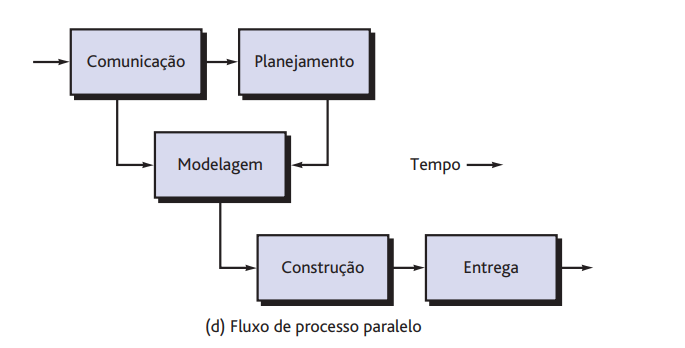 Comunicação
Planejamento
Modelagem
Tempo
Construção
Entrega
(d) Fluxo de processo paralelo